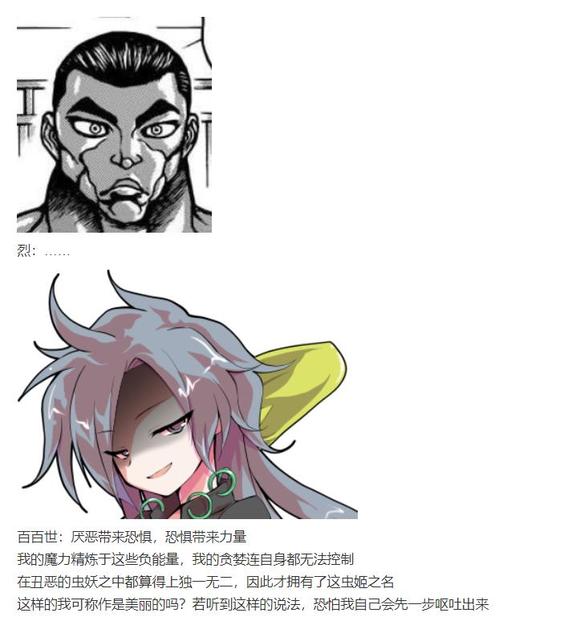 烈：……
百百世：厌恶带来恐惧，恐惧带来力量
我的魔力精炼于这些负能量，我的贪婪连自身都无法控制
在丑恶的虫妖之中都算得上独一无二，因此才拥有了这虫姬之名
这样的我可称作是美丽的吗？若听到这样的说法，恐怕我自己会先一步呕吐出来